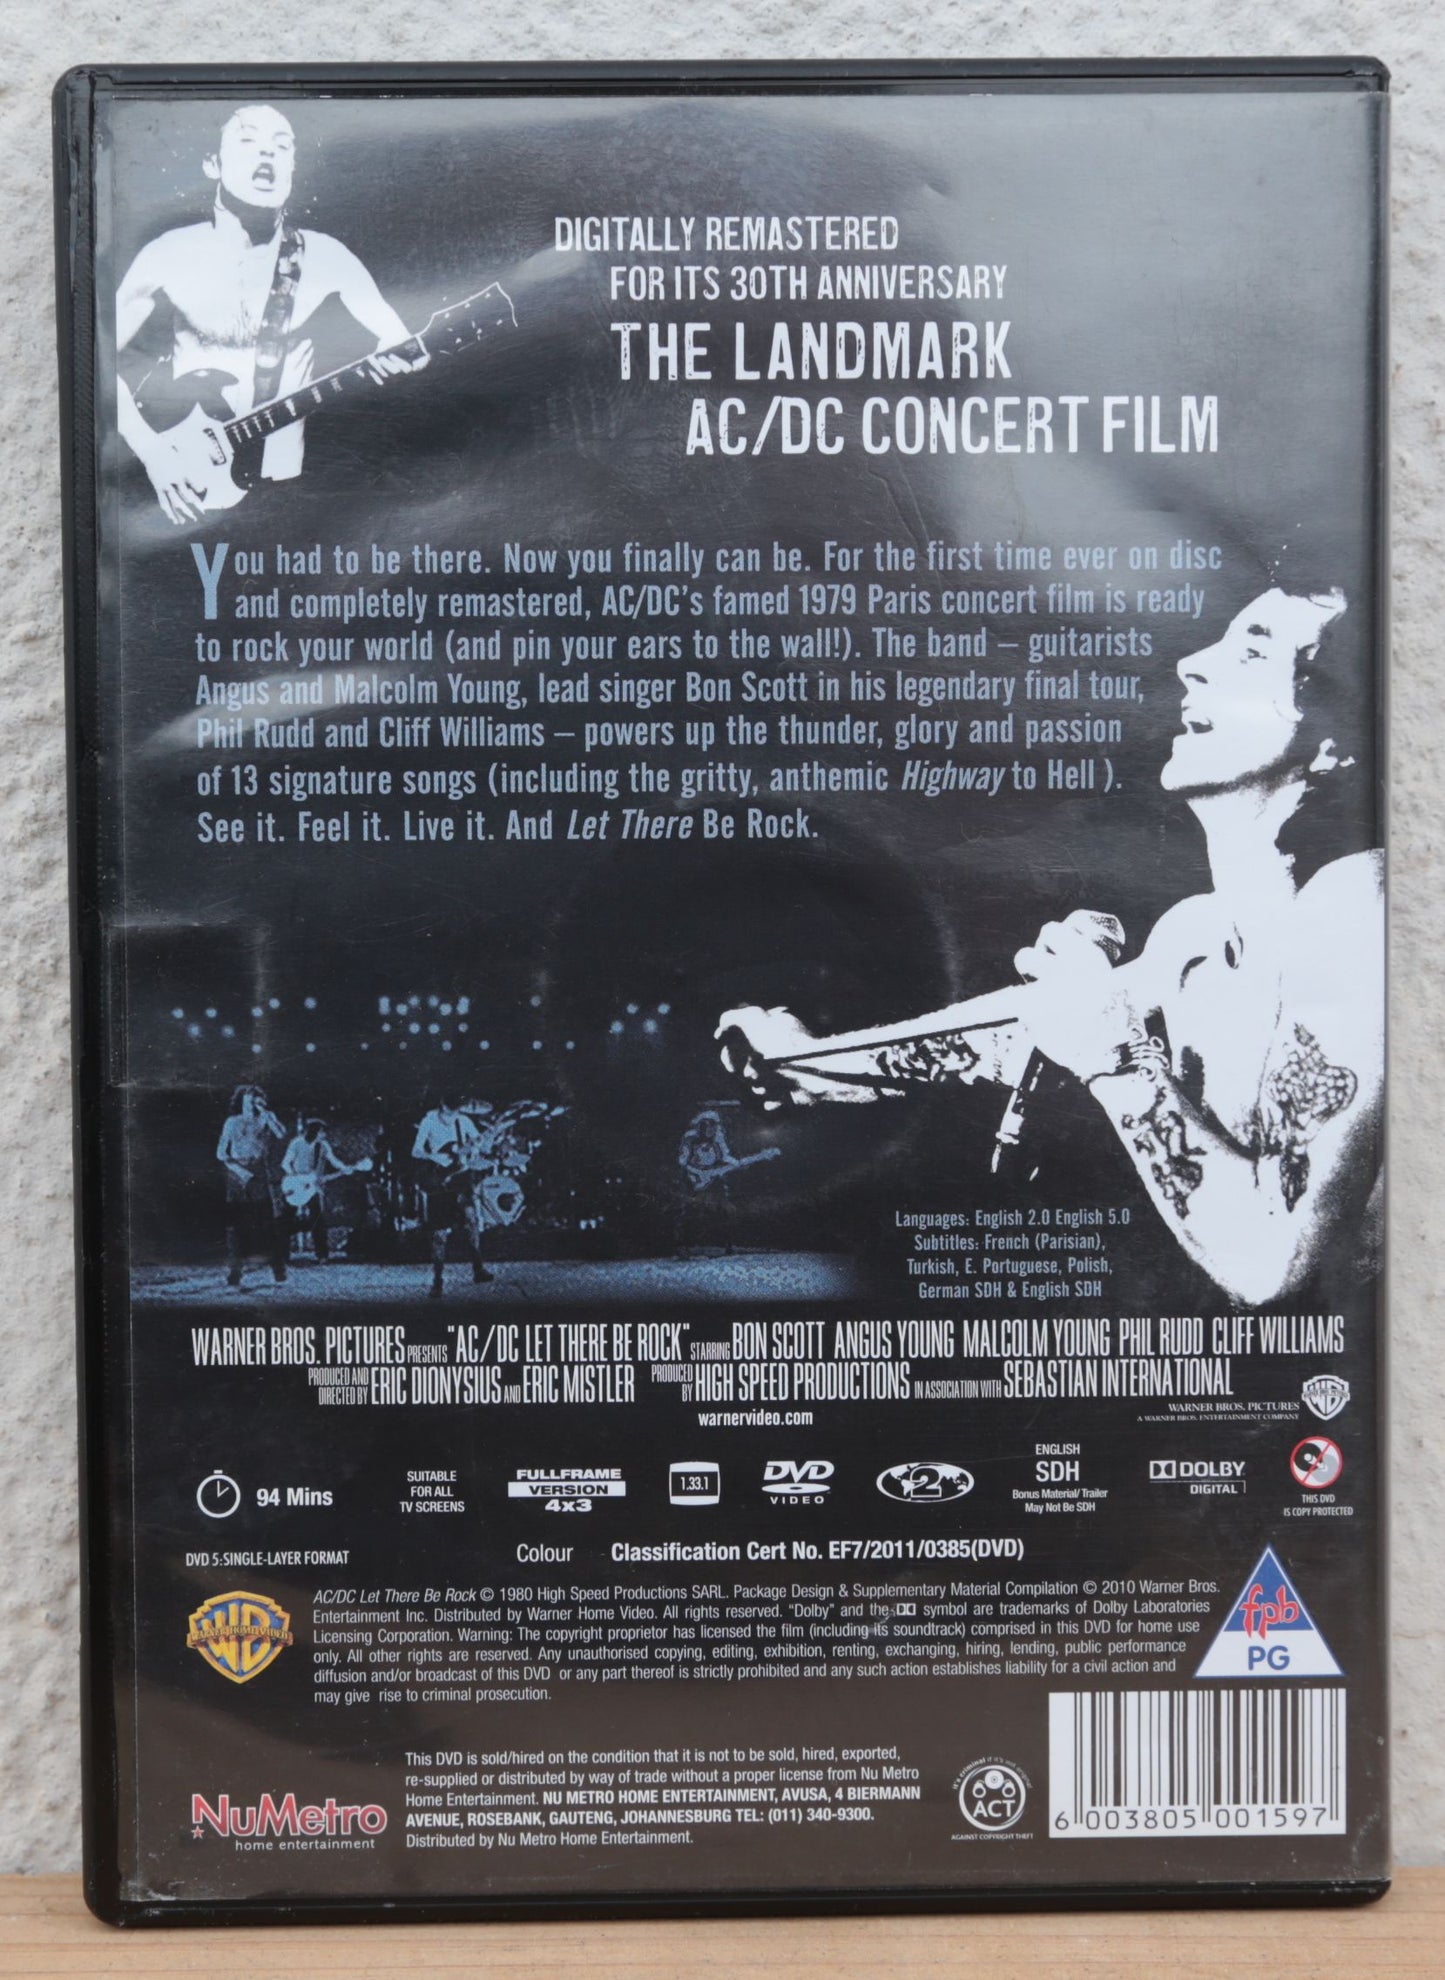 DIGITALLY REMASTERED
FOR ITS 30TH ANNIVERSARY
THE LANDMARK
AC/DC CONCERT FILM
You had to be there. Now you finally can be. For the first time ever on disc
and completely remastered, AC/DC's famed 1979 Paris concert film is ready
to rock your world (and pin your ears to the wall!). The band – guitarists
Angus and Malcolm Young, lead singer Bon Scott in his legendary final tour,
Phil Rudd and Cliff Williams – powers up the thunder, glory and passion
of 13 signature songs (including the gritty, anthemic Highway to Hell ).
See it. Feel it. Live it. And Let There Be Rock.
Languages: English 2.0 English 5.0
Subtitles: French (Parisian),
Turkish, E. Portuguese, Polish,
German SDH & English SDH
WARNER BROS. PICTURES PRESENTS "AC/DC LET THERE BE ROCK" STARRING BON SCOTT ANGUS YOUNG MALCOLM YOUNG PHIL RUDD CLIFF WILLIAMS
PRODUCED AND DIRECTED BY ERIC DIONYSIUS AND ERIC MISTLER PRODUCED BY HIGH SPEED PRODUCTIONS IN ASSOCIATION WITH SEBASTIAN INTERNATIONAL
warnervideo.com
WARNER BROS. PICTURES
A WARNER BROS. ENTERTAINMENT COMPANY
94 Mins
SUITABLE
FOR ALL
TV SCREENS
FULLFRAME
VERSION
4x3
1.33.1
DVD
VIDEO
2
ENGLISH
SDH
Bonus Material/Trailer
May Not Be SDH
DOLBY
DIGITAL
THIS DVD
IS COPY PROTECTED
DVD 5:SINGLE-LAYER FORMAT
Colour
Classification Cert No. EF7/2011/0385(DVD)
WB
WARNER HOME VIDEO
AC/DC Let There Be Rock © 1980 High Speed Productions SARL. Package Design & Supplementary Material Compilation © 2010 Warner Bros.
Entertainment Inc. Distributed by Warner Home Video. All rights reserved. "Dolby" and the symbol are trademarks of Dolby Laboratories
Licensing Corporation. Warning: The copyright proprietor has licensed the film (including its soundtrack) comprised in this DVD for home use
only. All other rights are reserved. Any unauthorised copying, editing, exhibition, renting, exchanging, hiring, lending, public performance
diffusion and/or broadcast of this DVD or any part thereof is strictly prohibited and any such action establishes liability for a civil action and
may give rise to criminal prosecution.
fpb
PG
NuMetro
home entertainment
This DVD is sold/hired on the condition that it is not to be sold, hired, exported,
re-supplied or distributed by way of trade without a proper license from Nu Metro
Home Entertainment. NU METRO HOME ENTERTAINMENT, AVUSA, 4 BIERMANN
AVENUE, ROSEBANK, GAUTENG, JOHANNESBURG TEL: (011) 340-9300.
Distributed by Nu Metro Home Entertainment.
it's criminal if it's not original
ACT
AGAINST COPYRIGHT THEFT
6 003805 001597